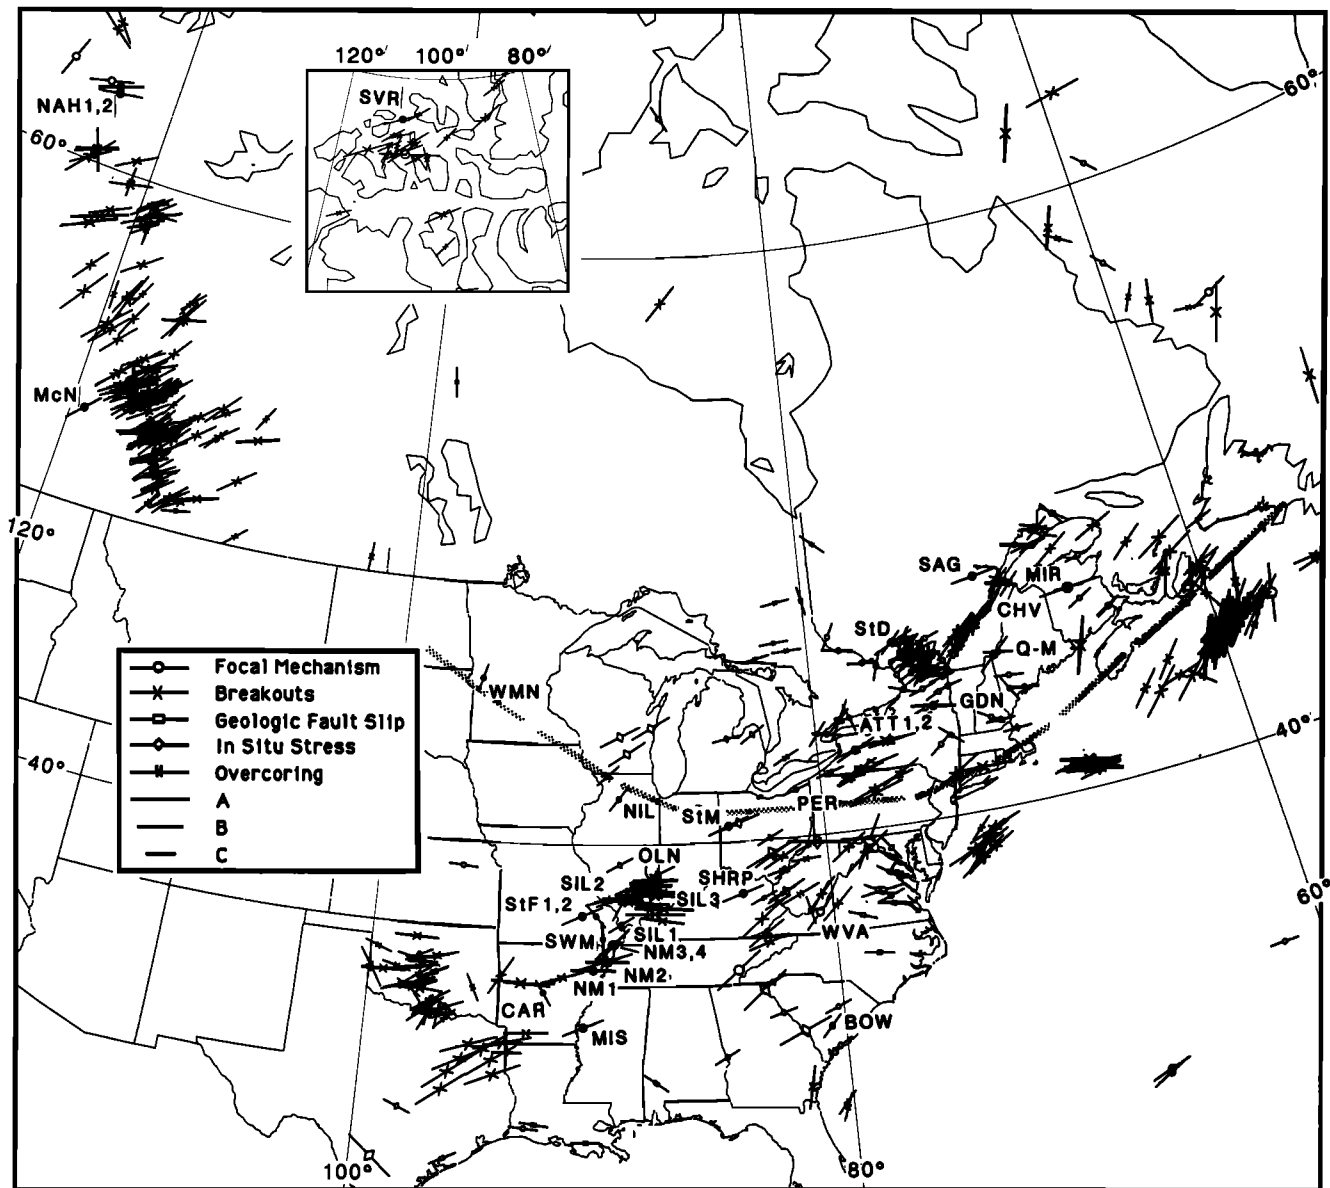 120° 100° 80°
SVR
60°
NAH1,2
60°
McN
120°
SAG
MIR
CHV
StD
Q-M
GDN
ATT1,2
WMN
Focal Mechanism
Breakouts
Geologic Fault Slip
In Situ Stress
Overcoring
A
B
C
40°
40°
NIL
StM
PER
OLN
SIL2
SHRP
SIL3
StF1,2
60°
SIL1
WVA
SWM
NM3,4
NM2
NM1
CAR
BOW
MIS
100°
80°